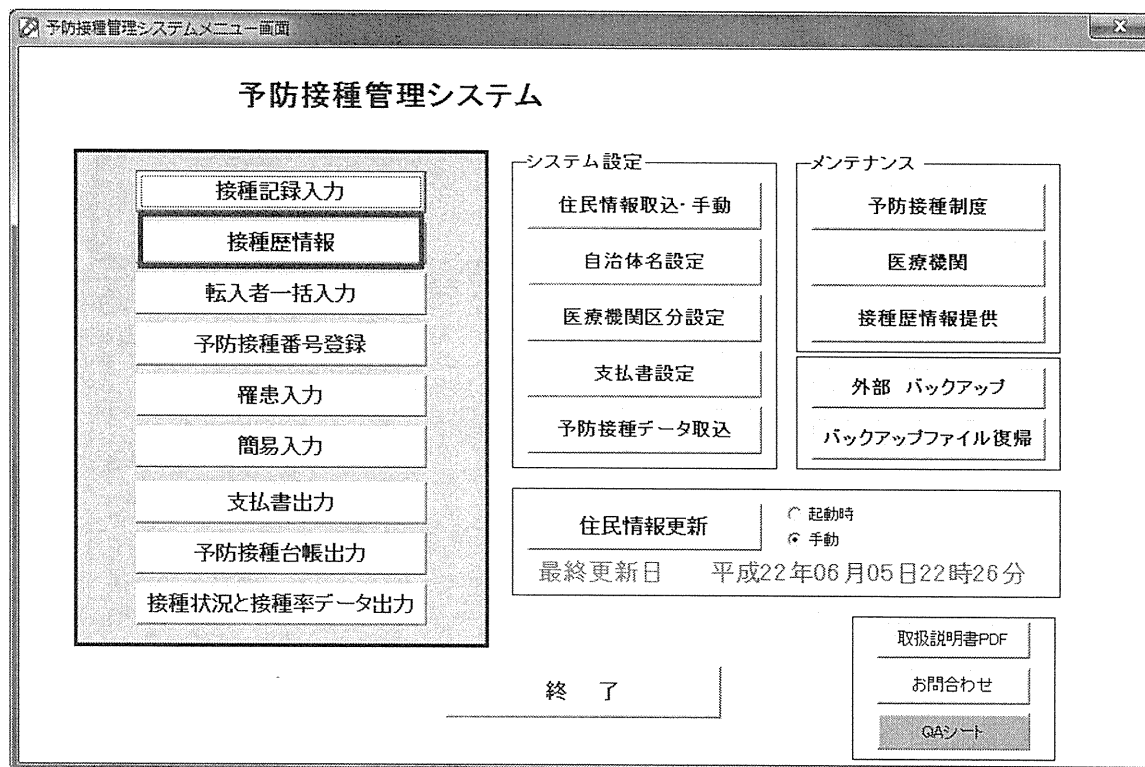 予防接種管理システムメニュー画面
予防接種管理システム
接種記録入力
接種歴情報
転入者一括入力
予防接種番号登録
罹患入力
簡易入力
支払書出力
予防接種台帳出力
接種状況と接種率データ出力
システム設定
住民情報取込・手動
自治体名設定
医療機関区分設定
支払書設定
予防接種データ取込
メンテナンス
予防接種制度
医療機関
接種歴情報提供
外部 バックアップ
バックアップファイル復帰
住民情報更新
起動時
手動
最終更新日 平成22年06月05日22時26分
終 了
取扱説明書PDF
お問合わせ
QAシート